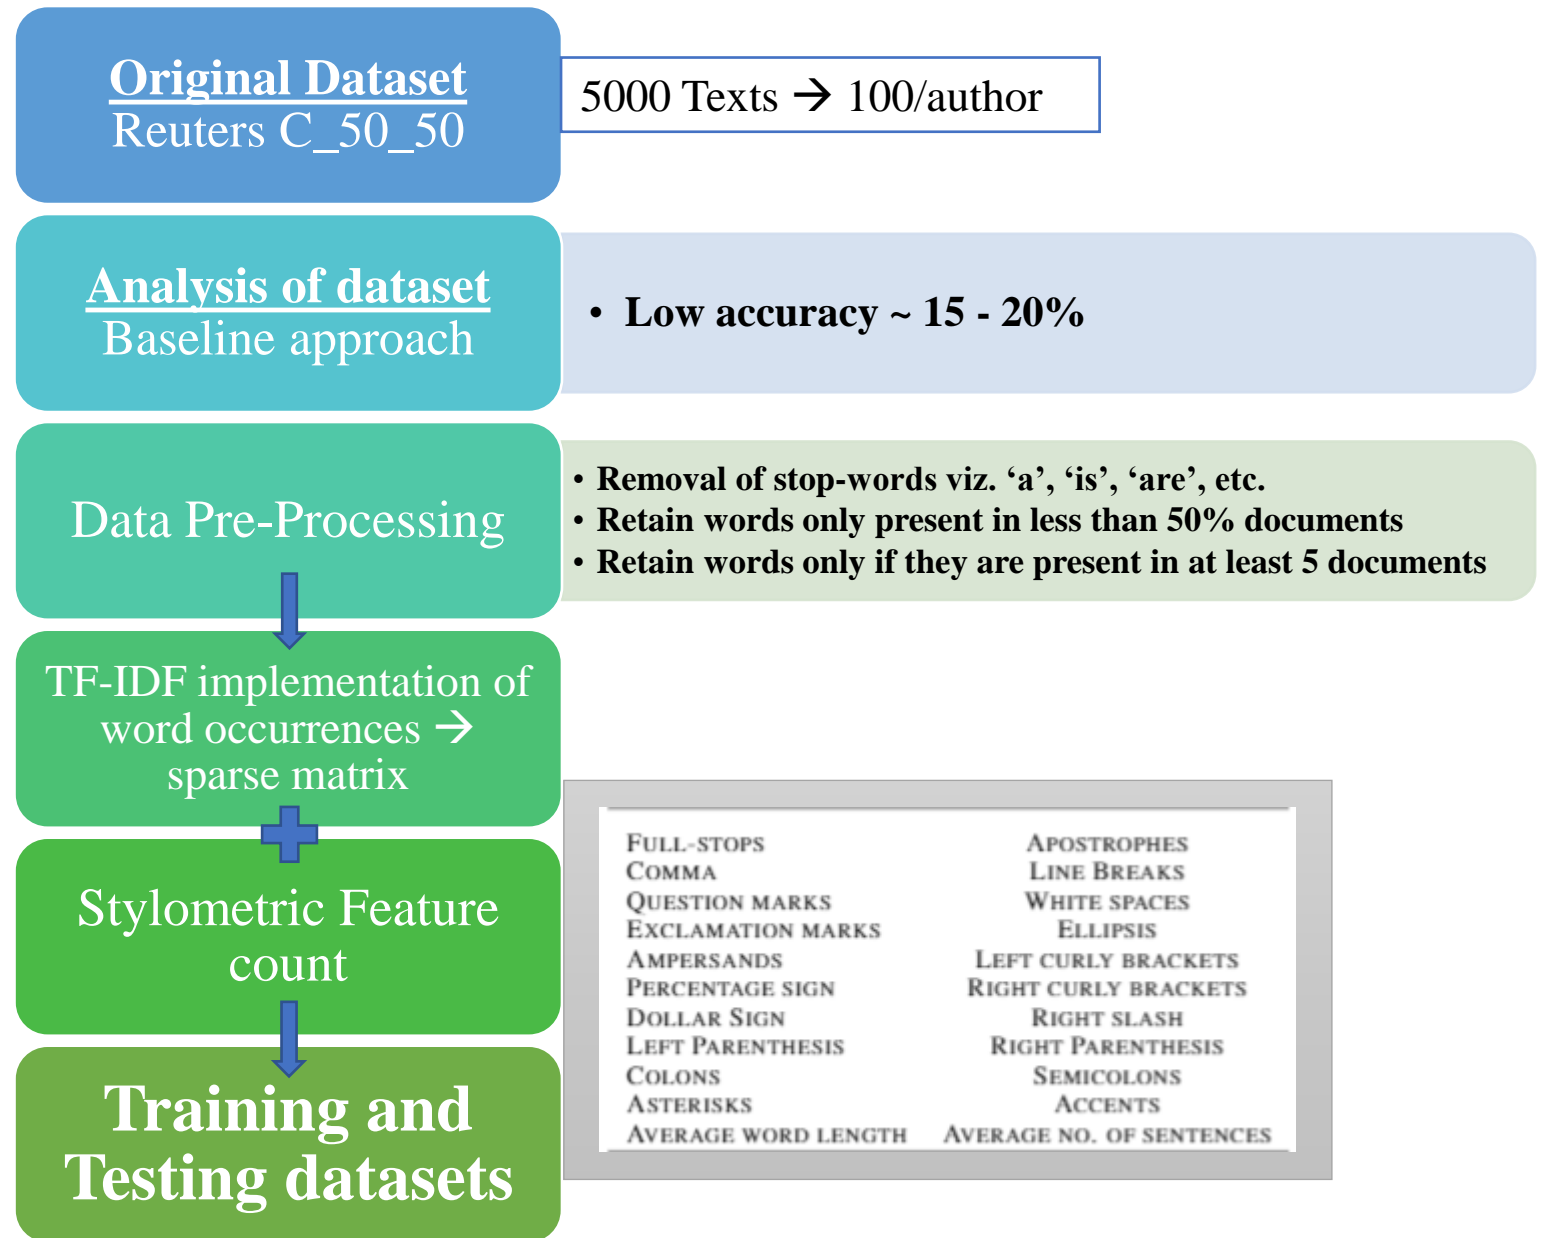 Original Dataset
Reuters C_50_50
5000 Texts → 100/author
Analysis of dataset
Baseline approach
• Low accuracy ~ 15 - 20%
Data Pre-Processing
• Removal of stop-words viz. ‘a’, ‘is’, ‘are’, etc.
• Retain words only present in less than 50% documents
• Retain words only if they are present in at least 5 documents
TF-IDF implementation of
word occurrences →
sparse matrix
Stylometric Feature
count
FULL-STOPS APOSTROPHES
COMMA LINE BREAKS
QUESTION MARKS WHITE SPACES
EXCLAMATION MARKS ELLIPSIS
AMPERSANDS LEFT CURLY BRACKETS
PERCENTAGE SIGN RIGHT CURLY BRACKETS
DOLLAR SIGN RIGHT SLASH
LEFT PARENTHESIS RIGHT PARENTHESIS
COLONS SEMICOLONS
ASTERISKS ACCENTS
AVERAGE WORD LENGTH AVERAGE NO. OF SENTENCES
Training and
Testing datasets